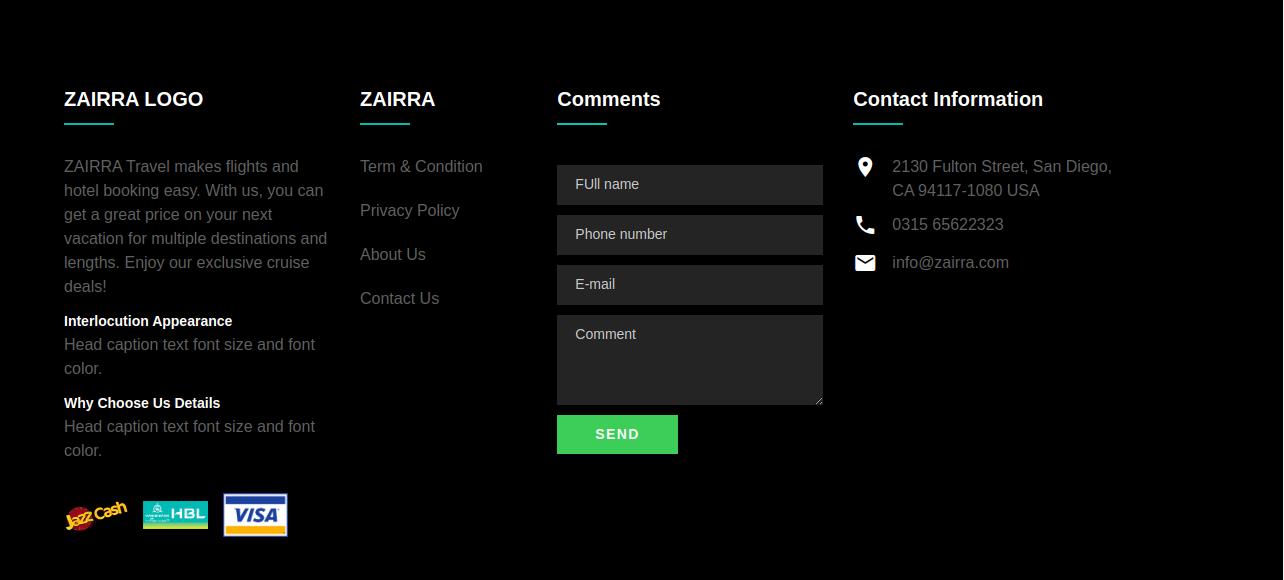 ZAIRRA LOGO
ZAIRRA Travel makes flights and
hotel booking easy. With us, you can
get a great price on your next
vacation for multiple destinations and
lengths. Enjoy our exclusive cruise
deals!
Interlocution Appearance
Head caption text font size and font
color.
Why Choose Us Details
Head caption text font size and font
color.
Jazz Cash
HBL
VISA
ZAIRRA
Term & Condition
Privacy Policy
About Us
Contact Us
Comments
FUll name
Phone number
E-mail
Comment
SEND
Contact Information
2130 Fulton Street, San Diego,
CA 94117-1080 USA
0315 65622323
info@zairra.com